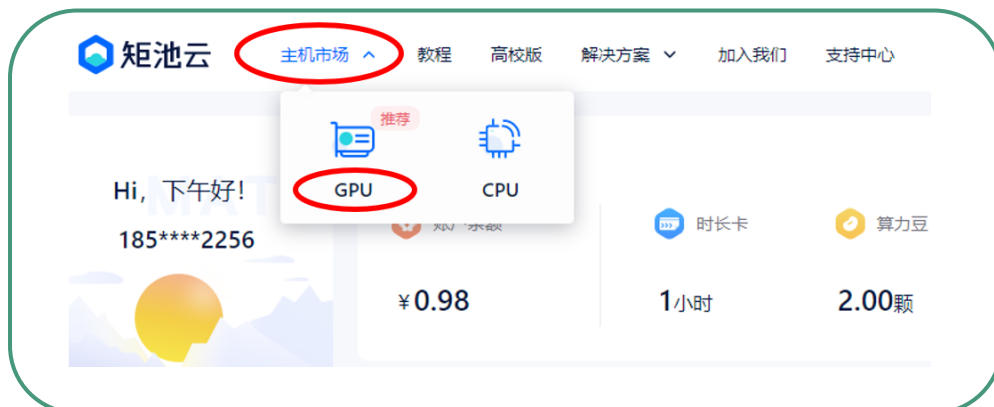 矩池云 主机市场 教程 高校版 解决方案 加入我们 支持中心
推荐
GPU CPU
Hi, 下午好!
185****2256
时长卡 算力豆
¥0.98 1小时 2.00颗